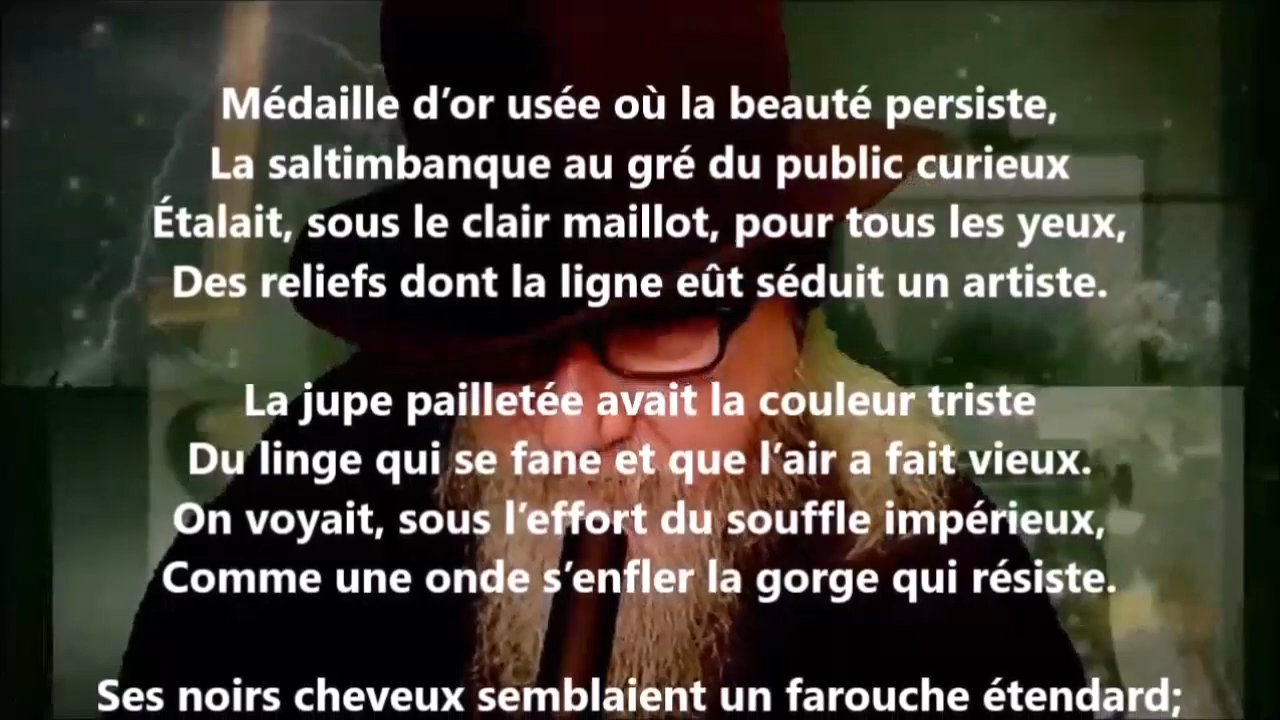 Médaille d’or usée où la beauté persiste,
La saltimbanque au gré du public curieux
Étalait, sous le clair maillot, pour tous les yeux,
Des reliefs dont la ligne eût séduit un artiste.
La jupe pailletée avait la couleur triste
Du linge qui se fane et que l’air a fait vieux.
On voyait, sous l’effort du souffle impérieux,
Comme une onde s’enfler la gorge qui résiste.
Ses noirs cheveux semblaient un farouche étendard;